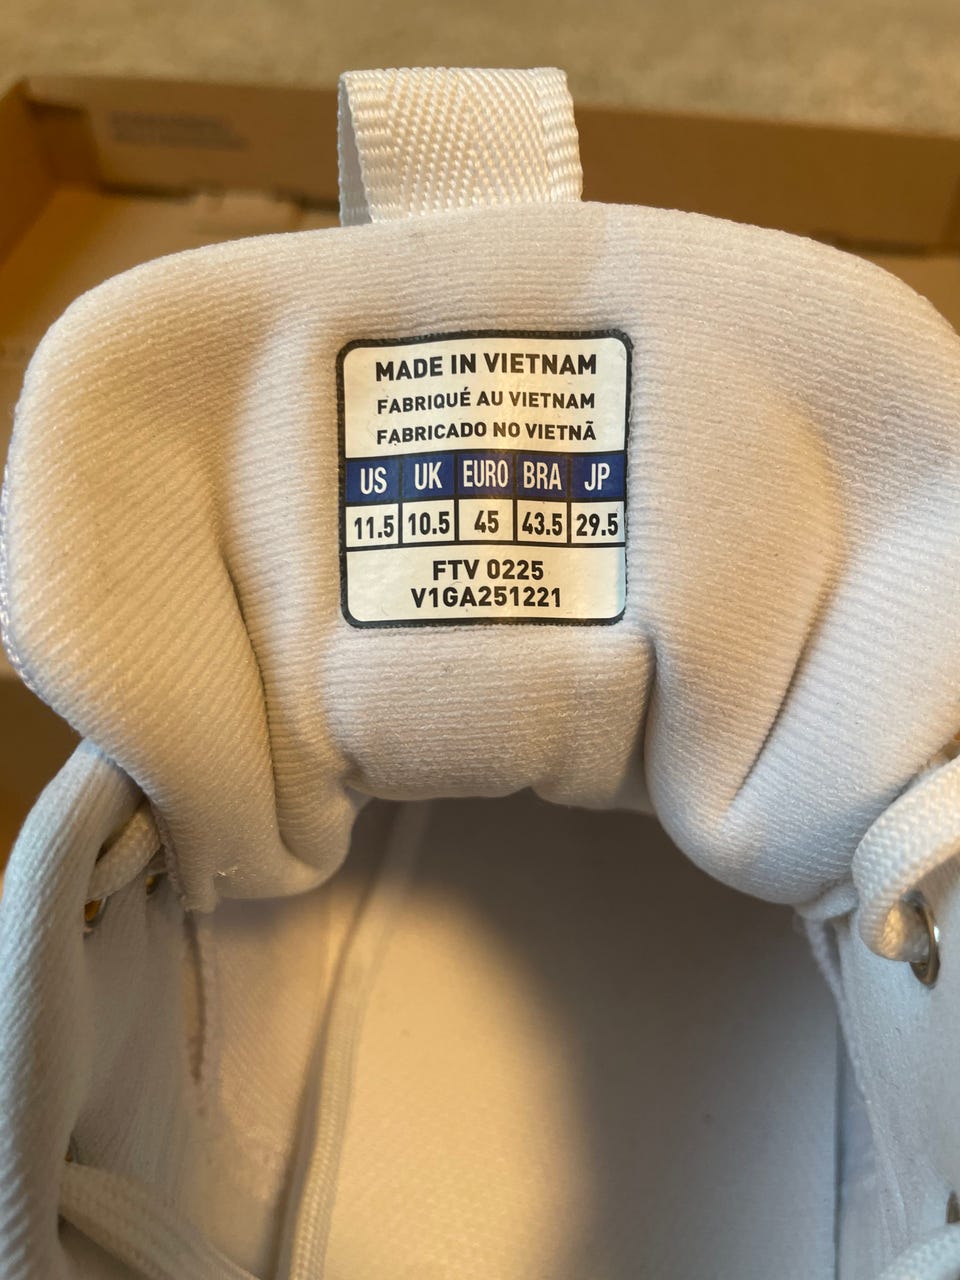 MADE IN VIETNAM
FABRIQUÉ AU VIETNAM
FABRICADO NO VIETNÃ
US UK EURO BRA JP
11.5 10.5 45 43.5 29.5
FTV 0225
V1GA251221